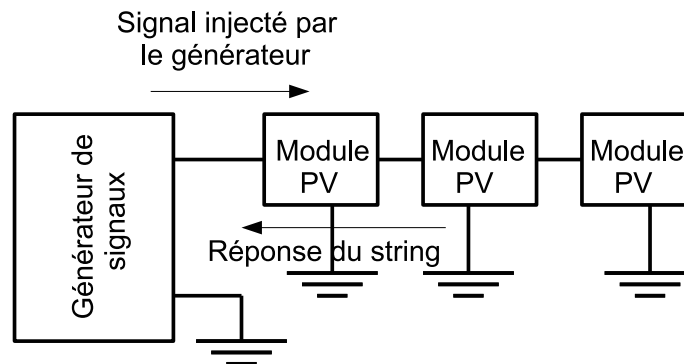 Signal injecté par
le générateur
Générateur de
signaux
Module
PV
Module
PV
Module
PV
Réponse du string